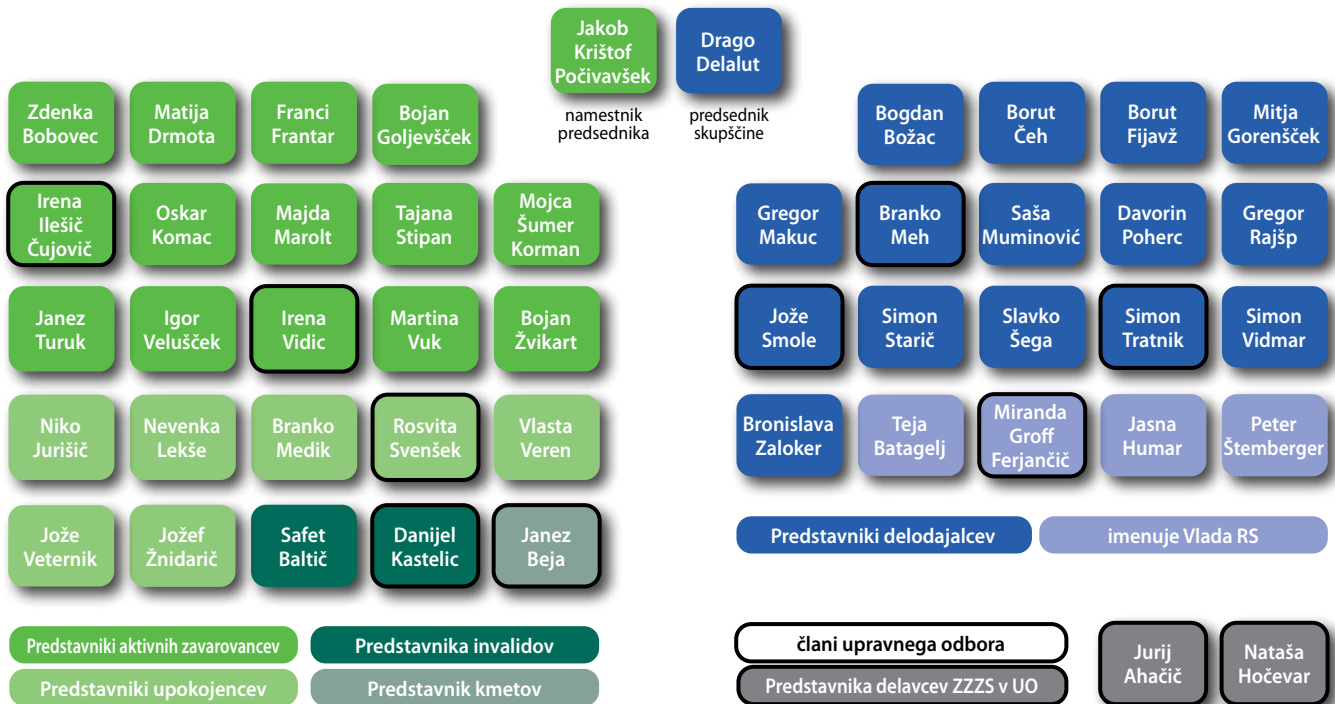 Jakob
Krištof
Počivavšek
namestnik
predsednika
Drago
Delalut
predsednik
skupščine
Zdenka
Bobovec
Matija
Drmota
Franci
Frantar
Bojan
Goljevšček
Irena
Ilešič
Čujovič
Oskar
Komac
Majda
Marolt
Tajana
Stipan
Mojca
Šumer
Korman
Janez
Turuk
Igor
Velušček
Irena
Vidic
Martina
Vuk
Bojan
Žvikart
Niko
Jurišič
Nevenka
Lekše
Branko
Medik
Rosvita
Svenšek
Vlasta
Veren
Jože
Veternik
Jožef
Žnidarič
Safet
Baltič
Danijel
Kastelic
Janez
Beja
Predstavniki aktivnih zavarovancev
Predstavnika invalidov
Predstavniki upokojencev
Predstavnik kmetov
Bogdan
Božac
Borut
Čeh
Borut
Fijavž
Mitja
Gorenšček
Gregor
Makuc
Branko
Meh
Saša
Muminović
Davorin
Poherc
Gregor
Rajšp
Jože
Smole
Simon
Starič
Slavko
Šega
Simon
Tratnik
Simon
Vidmar
Bronislava
Zaloker
Teja
Batagelj
Miranda
Groff
Ferjančič
Jasna
Humar
Peter
Štemberger
Predstavniki delodajalcev
imenuje Vlada RS
člani upravnega odbora
Predstavnika delavcev ZZZS v UO
Jurij
Ahačič
Nataša
Hočevar